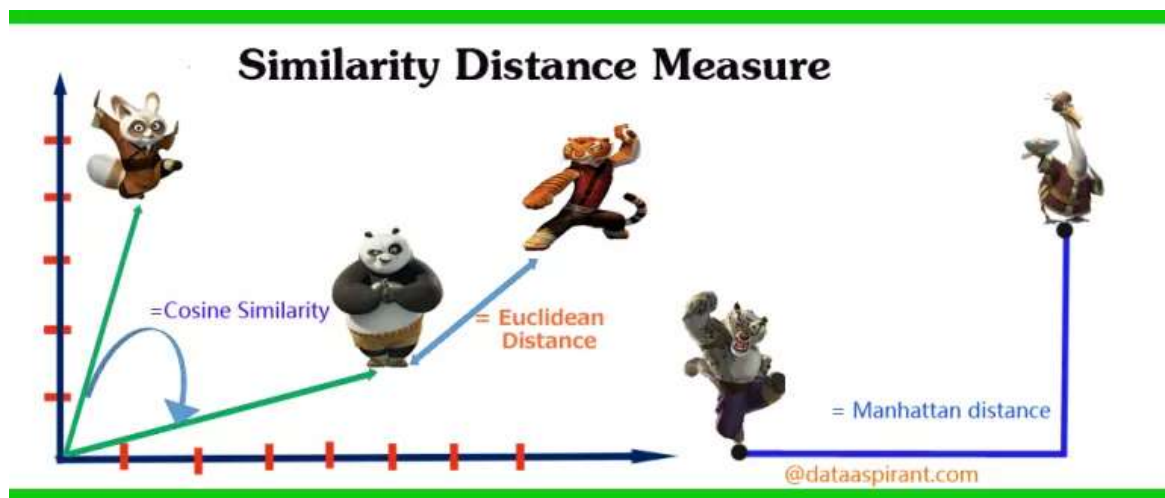 Similarity Distance Measure
=Cosine Similarity
= Euclidean
Distance
= Manhattan distance
@dataaspirant.com